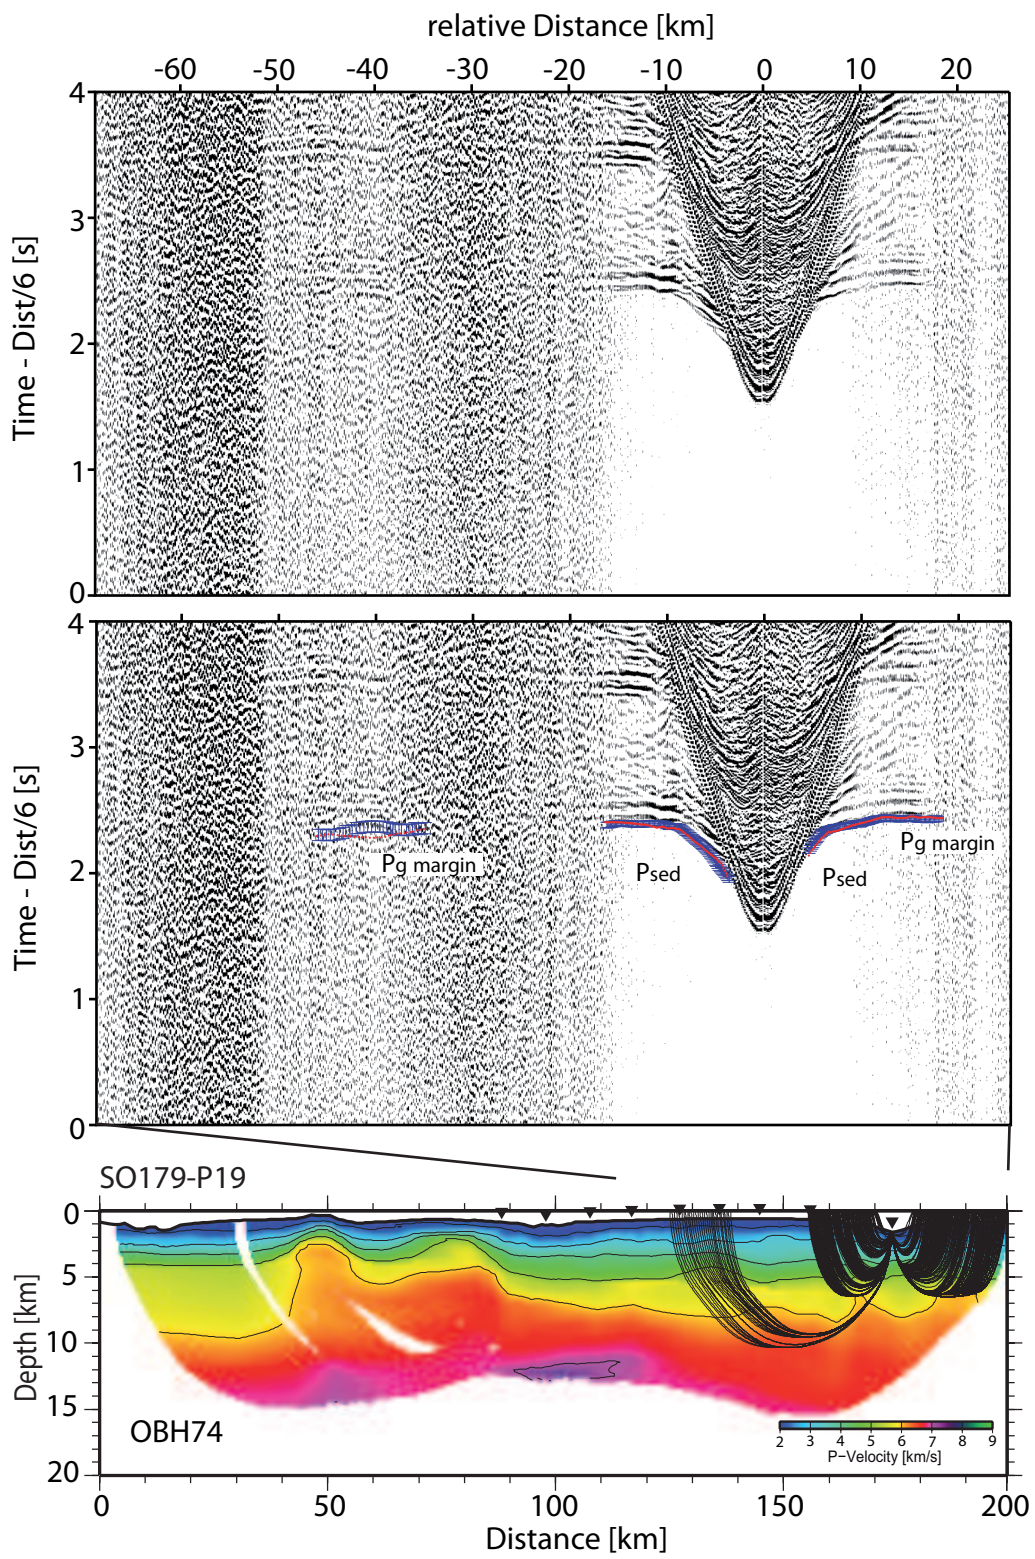 relative Distance [km]
-60 -50 -40 -30 -20 -10 0 10 20
4
3
2
1
0
Time - Dist/6 [s]
4
3
2
1
0
Time - Dist/6 [s]
Pg margin
Psed
Psed
Pg margin
SO179-P19
0
5
10
15
20
Depth [km]
OBH74
2 3 4 5 6 7 8 9
P-Velocity [km/s]
0 50 100 150 200
Distance [km]